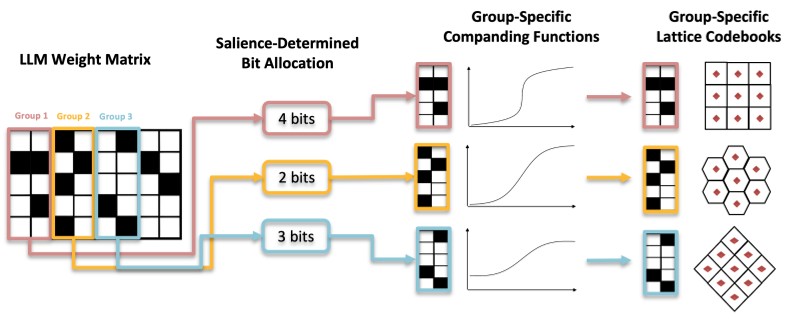 LLM Weight Matrix
Salience-Determined
Bit Allocation
Group-Specific
Companding Functions
Group-Specific
Lattice Codebooks
Group 1
Group 2
Group 3
4 bits
2 bits
3 bits